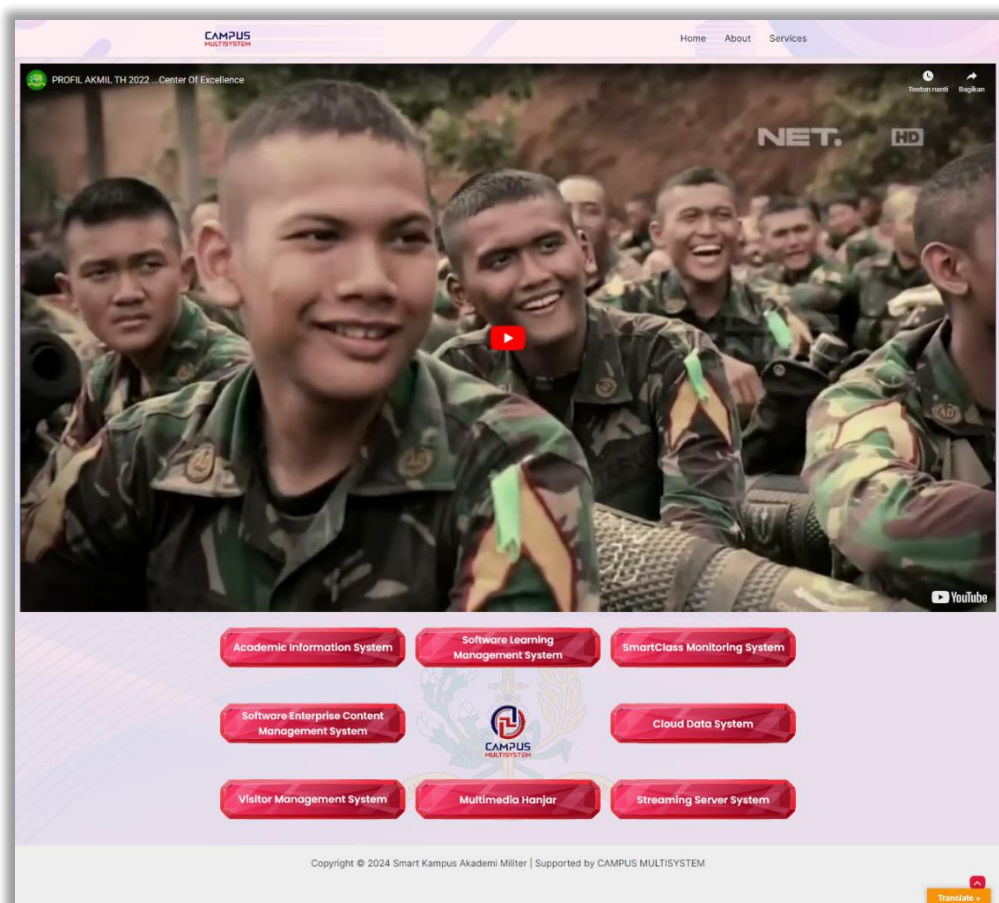 CAMPUS
MULTISYSTEM
Home About Services
PROFIL AKMIL TH 2022 ...Center Of Excellence
Tonton nanti Bagikan
NET. HD
YouTube
Academic Information System
Software Learning
Management System
SmartClass Monitoring System
Software Enterprise Content
Management System
CAMPUS
MULTISYSTEM
Cloud Data System
Visitor Management System
Multimedia Hanjar
Streaming Server System
Copyright © 2024 Smart Kampus Akademi Militer | Supported by CAMPUS MULTISYSTEM
Translate »